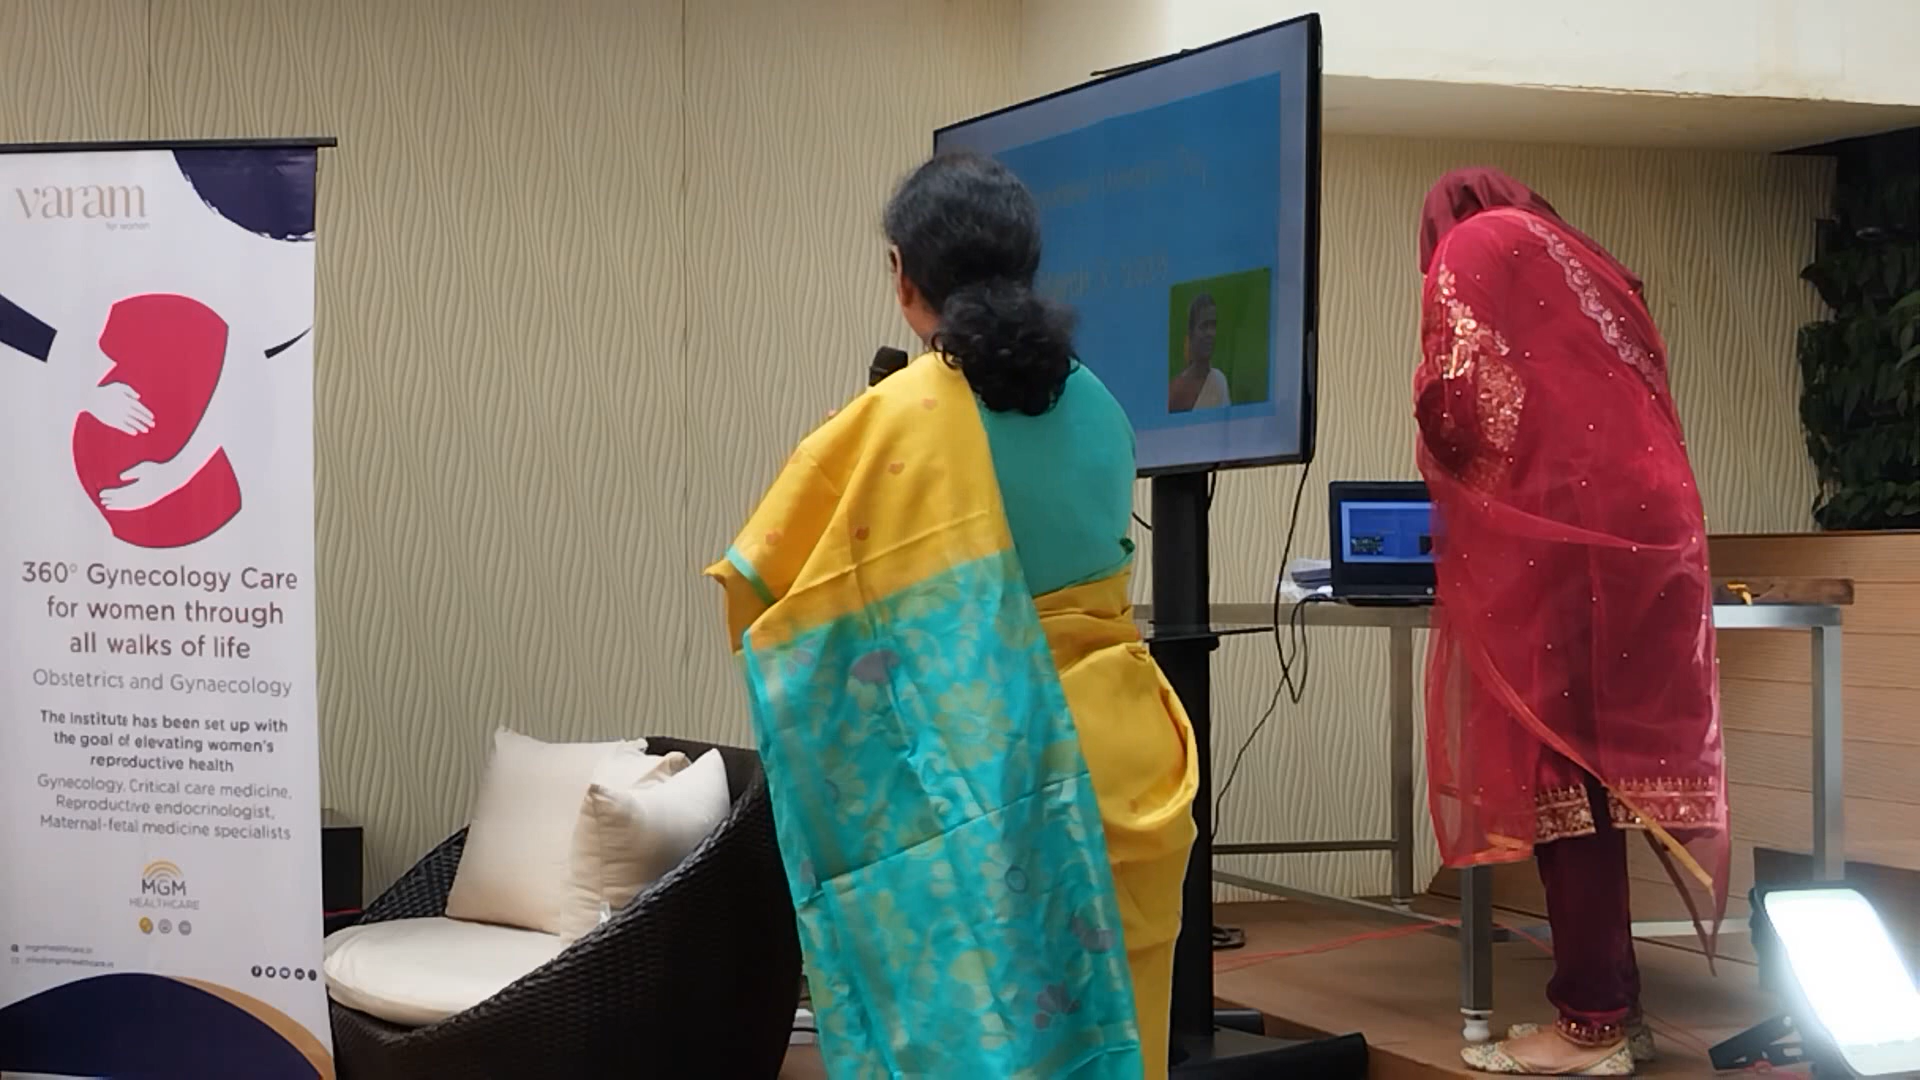 varam
for women
360° Gynecology Care
for women through
all walks of life
Obstetrics and Gynaecology
The Institute has been set up with
the goal of elevating women's
reproductive health
Gynecology, Critical care medicine,
Reproductive endocrinologist,
Maternal-fetal medicine specialists
MGM
HEALTHCARE